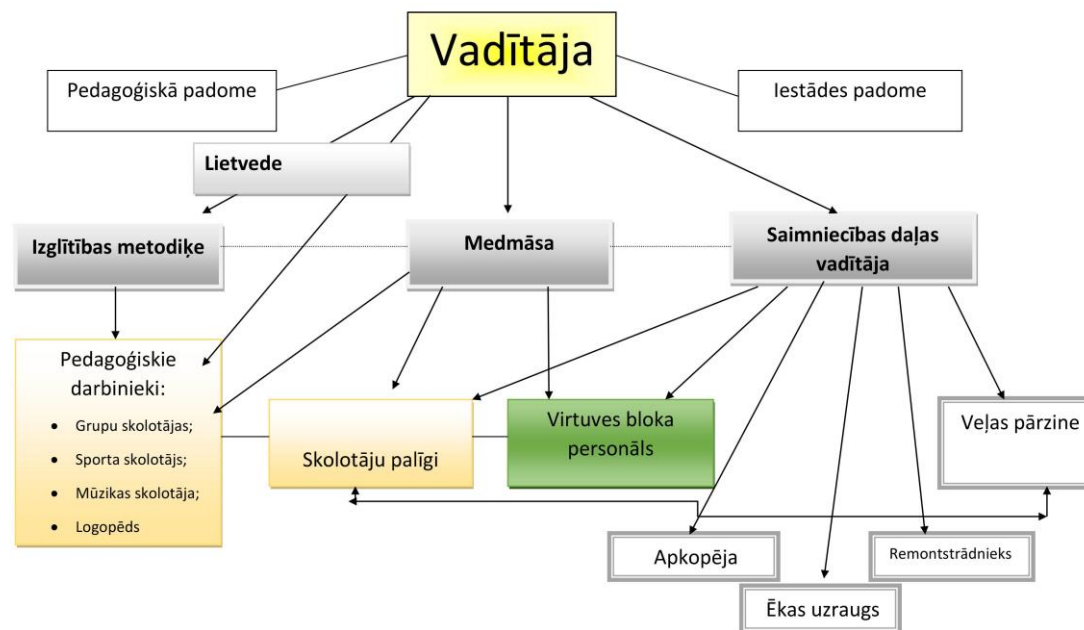 Vadītāja
Pedagoģiskā padome
Iestādes padome
Lietvede
Izglītības metodiķe
Medmāsa
Saimniecības daļas
vadītāja
Pedagoģiskie
darbinieki:
• Grupu skolotājas;
• Sporta skolotājs;
• Mūzikas skolotāja;
• Logopēds
Skolotāju palīgi
Virtuves bloka
personāls
Veļas pārzine
Apkopēja
Remontstrādnieks
Ēkas uzraugs